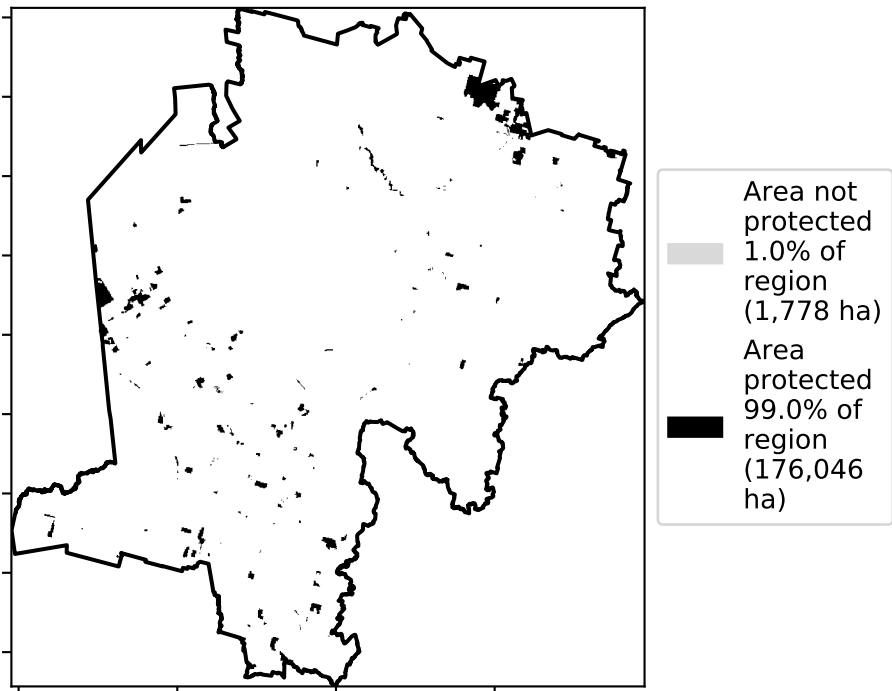 Area not
protected
1.0% of
region
(1,778 ha)
Area
protected
99.0% of
region
(176,046
ha)